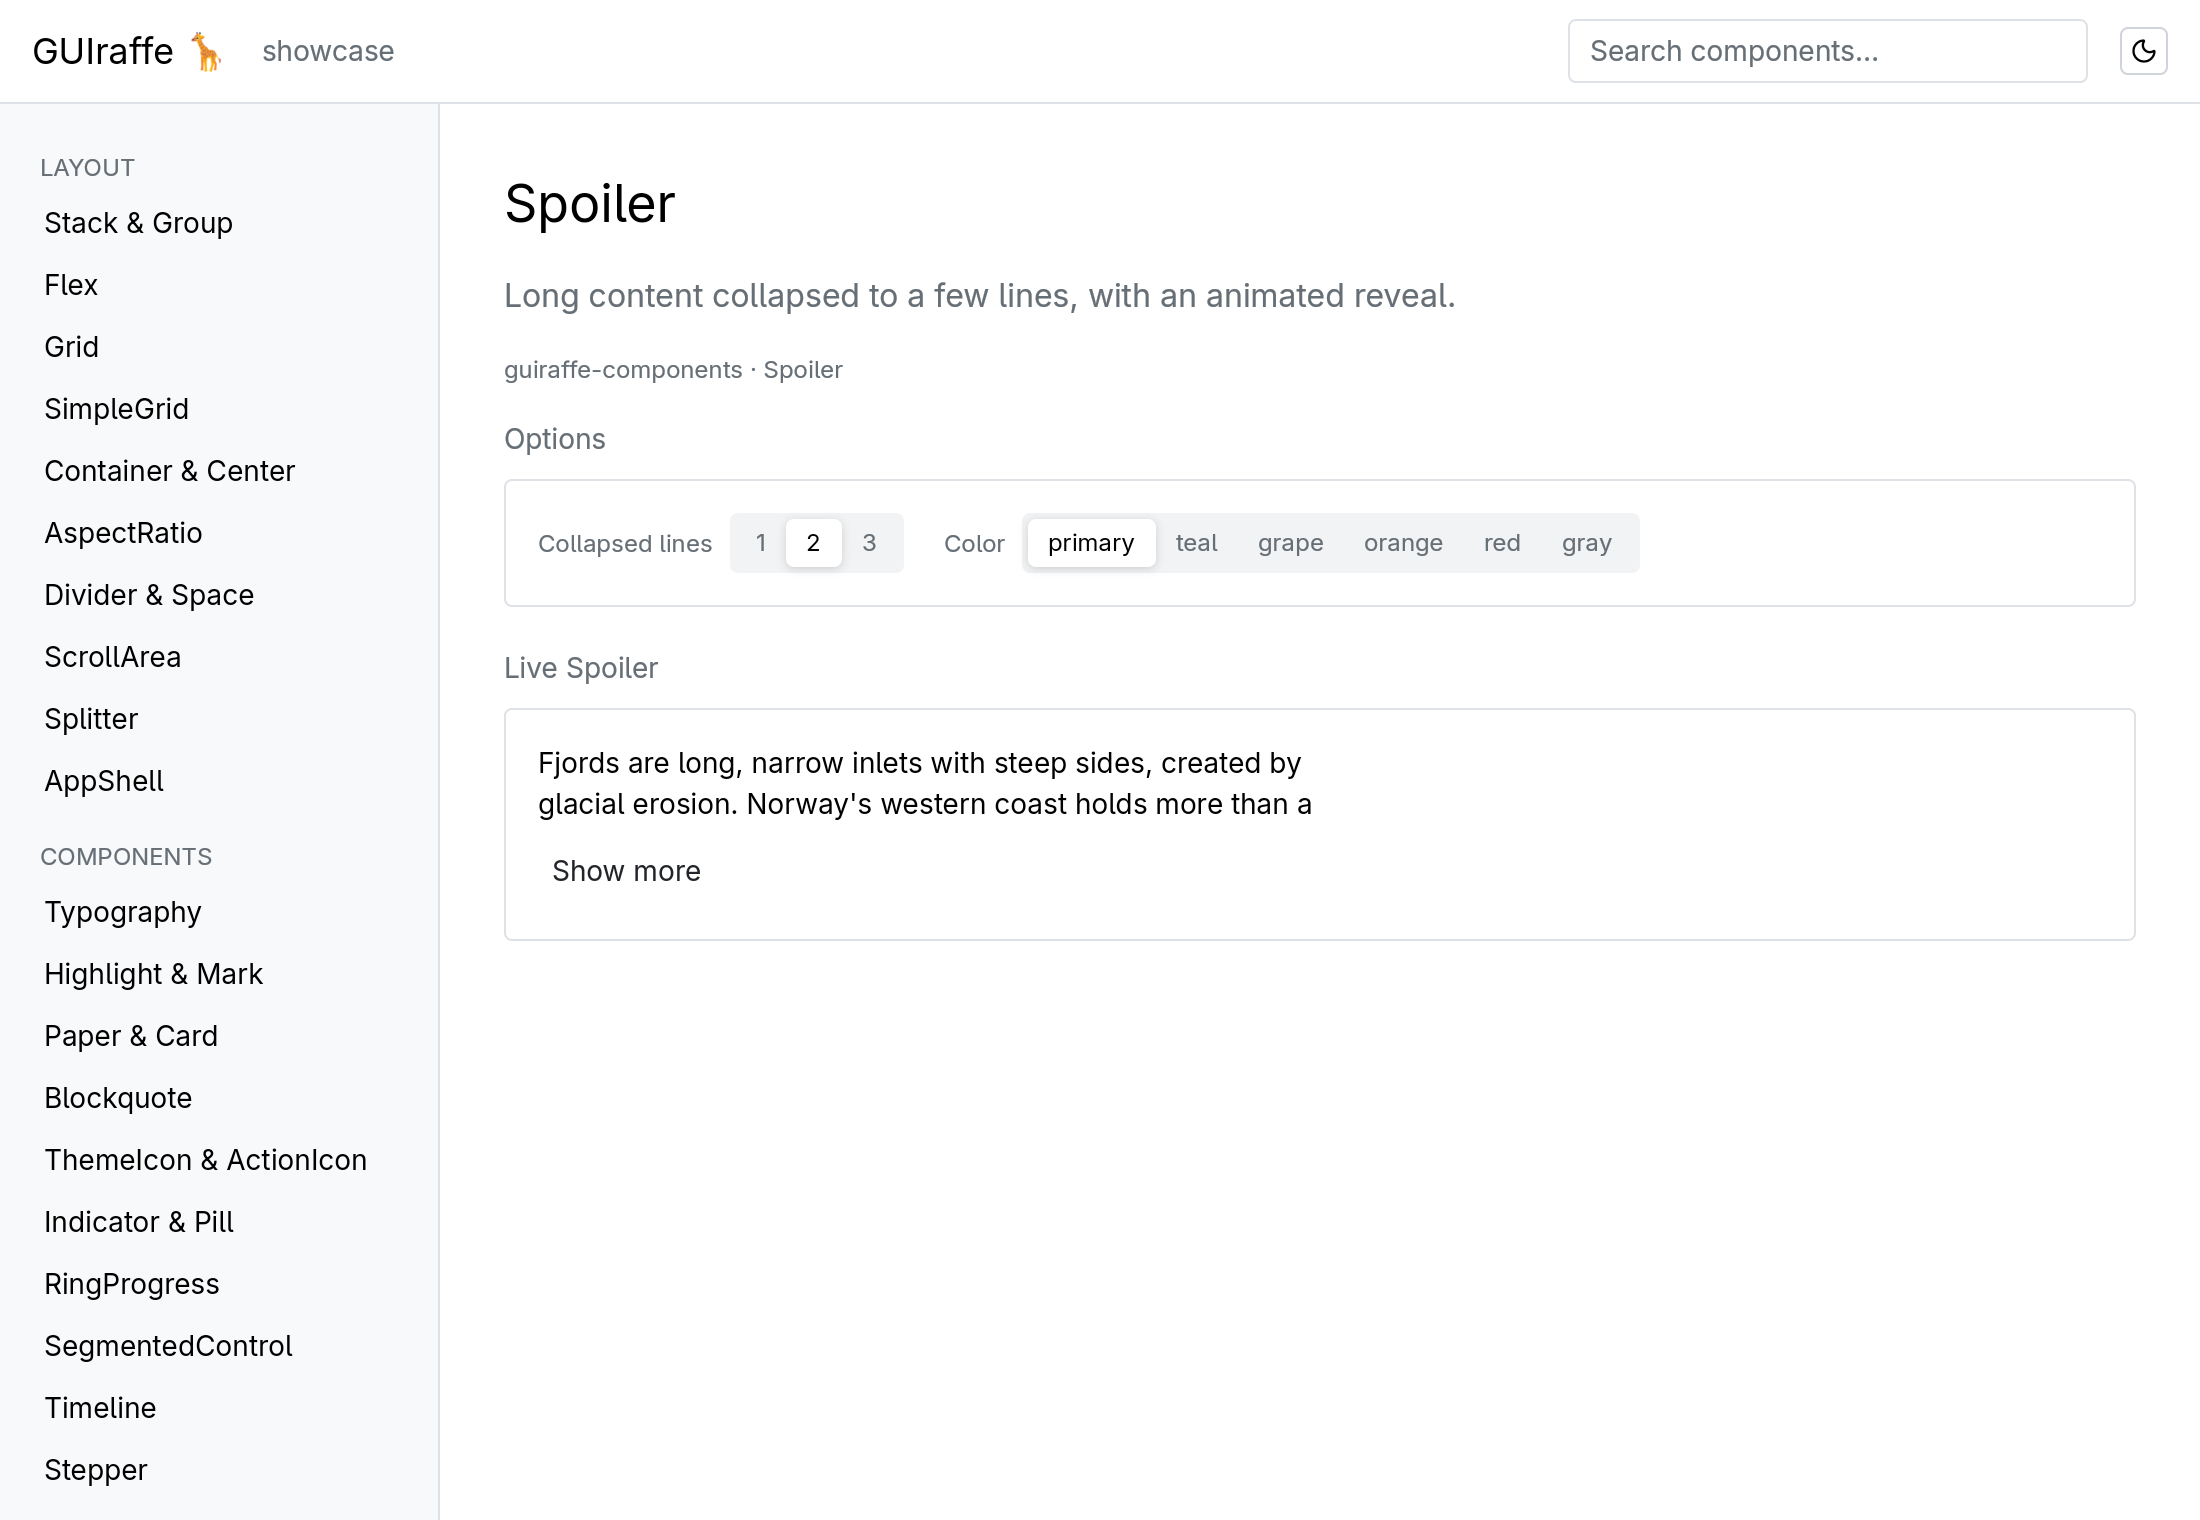 GUIraffe 🦒 showcase Search components...
LAYOUT
Stack & Group
Flex
Grid
SimpleGrid
Container & Center
AspectRatio
Divider & Space
ScrollArea
Splitter
AppShell
COMPONENTS
Typography
Highlight & Mark
Paper & Card
Blockquote
ThemeIcon & ActionIcon
Indicator & Pill
RingProgress
SegmentedControl
Timeline
Stepper
Spoiler
Long content collapsed to a few lines, with an animated reveal.
guiraffe-components · Spoiler
Options
Collapsed lines 1 2 3 Color primary teal grape orange red gray
Live Spoiler
Fjords are long, narrow inlets with steep sides, created by
glacial erosion. Norway's western coast holds more than a
Show more